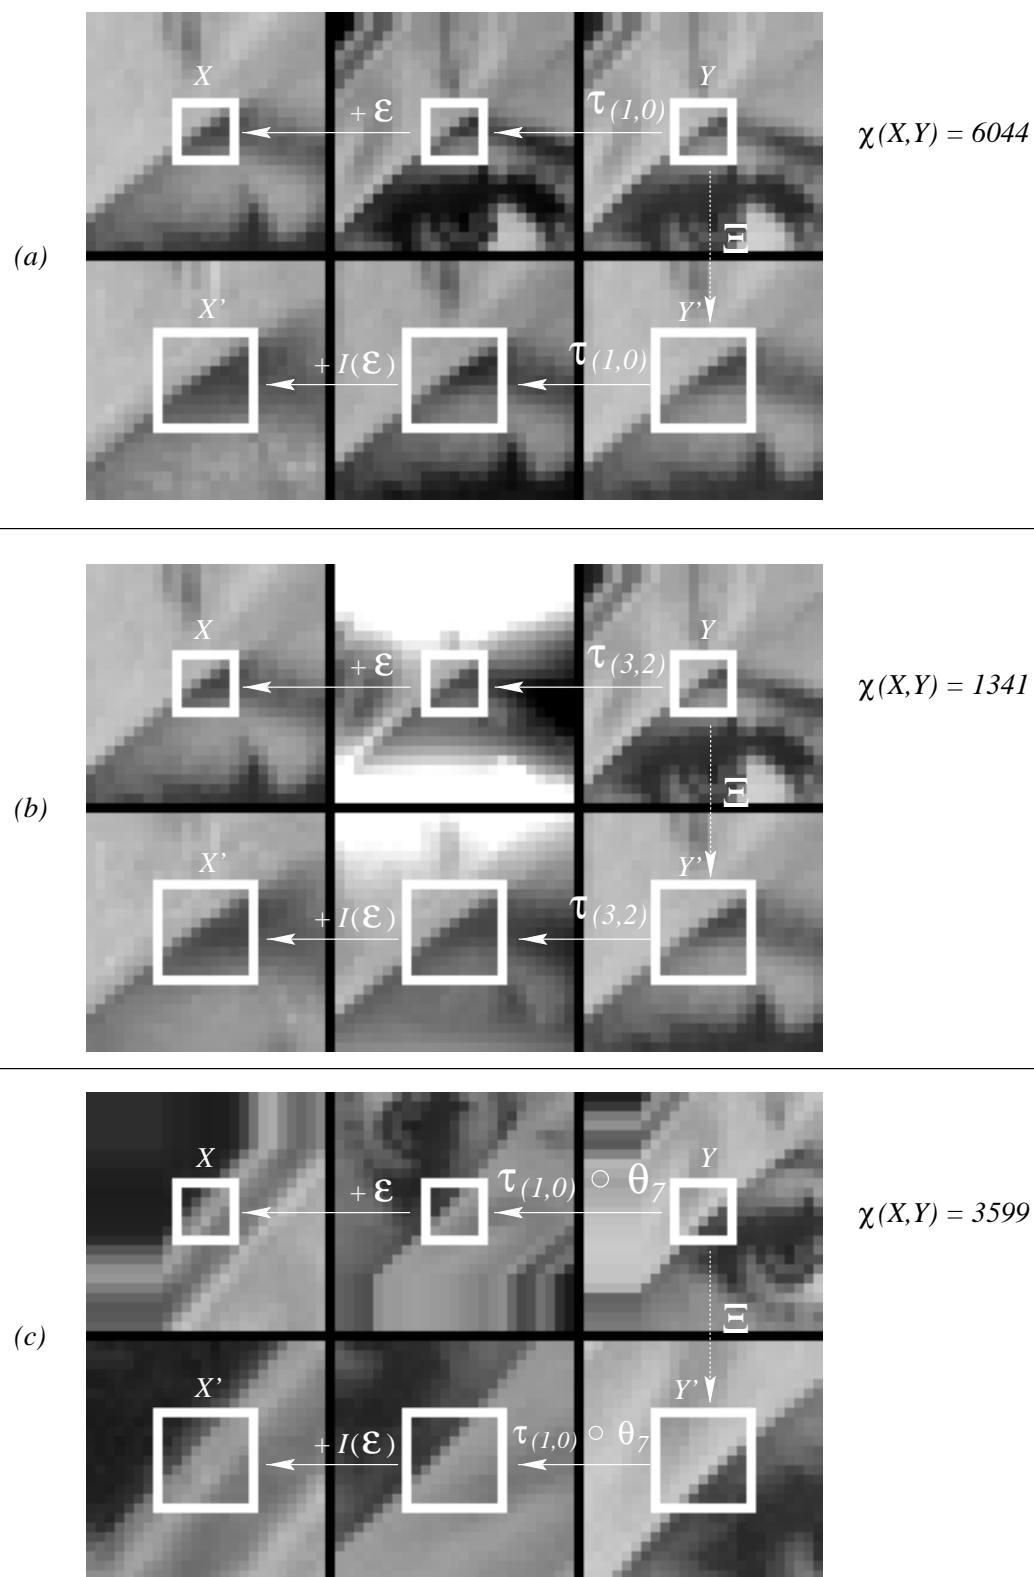 X Y
+ ε τ(1,0) χ(X,Y) = 6044
Ξ
(a)
X’ Y’
+ I(ε) τ(1,0)
X Y
+ ε τ(3,2) χ(X,Y) = 1341
Ξ
(b)
X’ Y’
+ I(ε) τ(3,2)
X Y
+ ε τ(1,0) ○ θ7 χ(X,Y) = 3599
Ξ
(c)
X’ Y’
+ I(ε) τ(1,0) ○ θ7